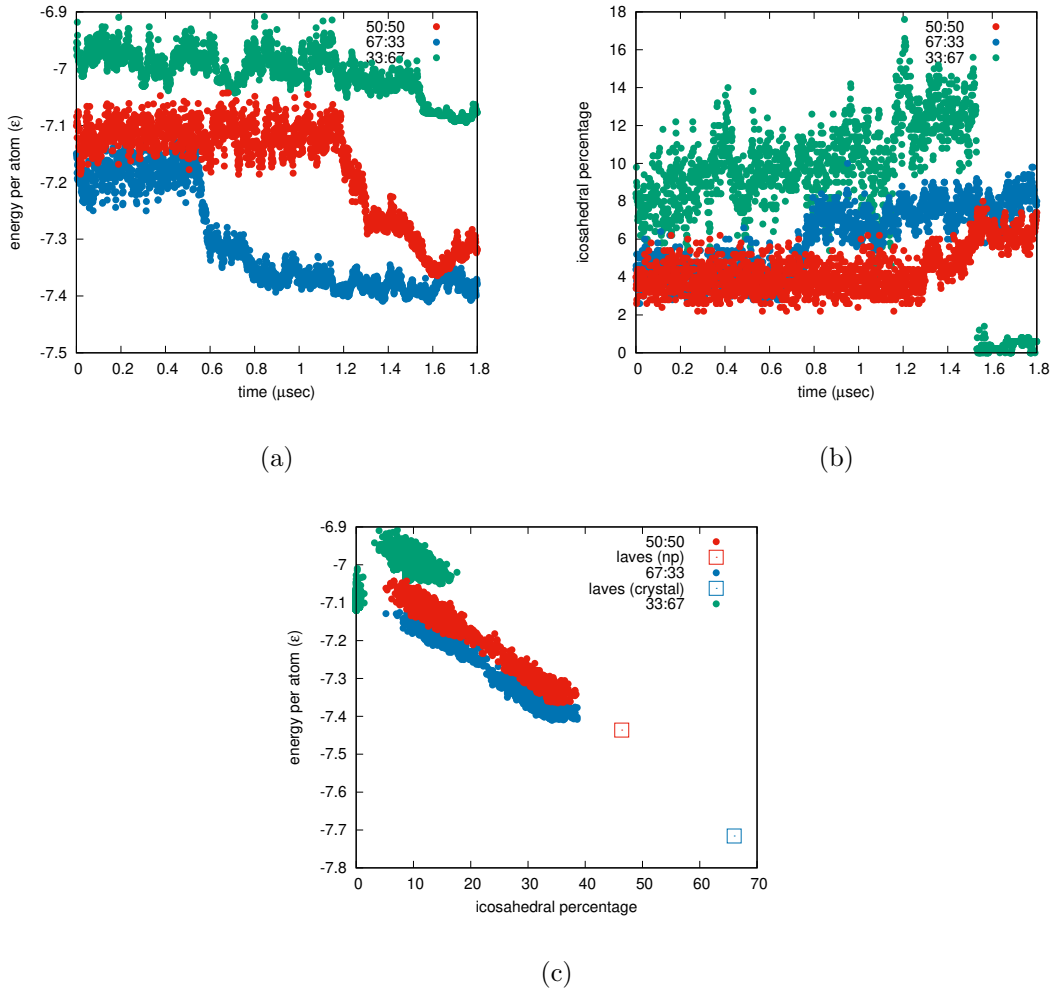 -6.9
-7
-7.1
-7.2
-7.3
-7.4
-7.5
0 0.2 0.4 0.6 0.8 1 1.2 1.4 1.6 1.8
energy per atom (ε)
time (μsec)
50:50
67:33
33:67
(a)
18
16
14
12
10
8
6
4
2
0
0 0.2 0.4 0.6 0.8 1 1.2 1.4 1.6 1.8
icosahedral percentage
time (μsec)
50:50
67:33
33:67
(b)
-6.9
-7
-7.1
-7.2
-7.3
-7.4
-7.5
-7.6
-7.7
-7.8
0 10 20 30 40 50 60 70
energy per atom (ε)
icosahedral percentage
50:50
laves (np)
67:33
laves (crystal)
33:67
(c)